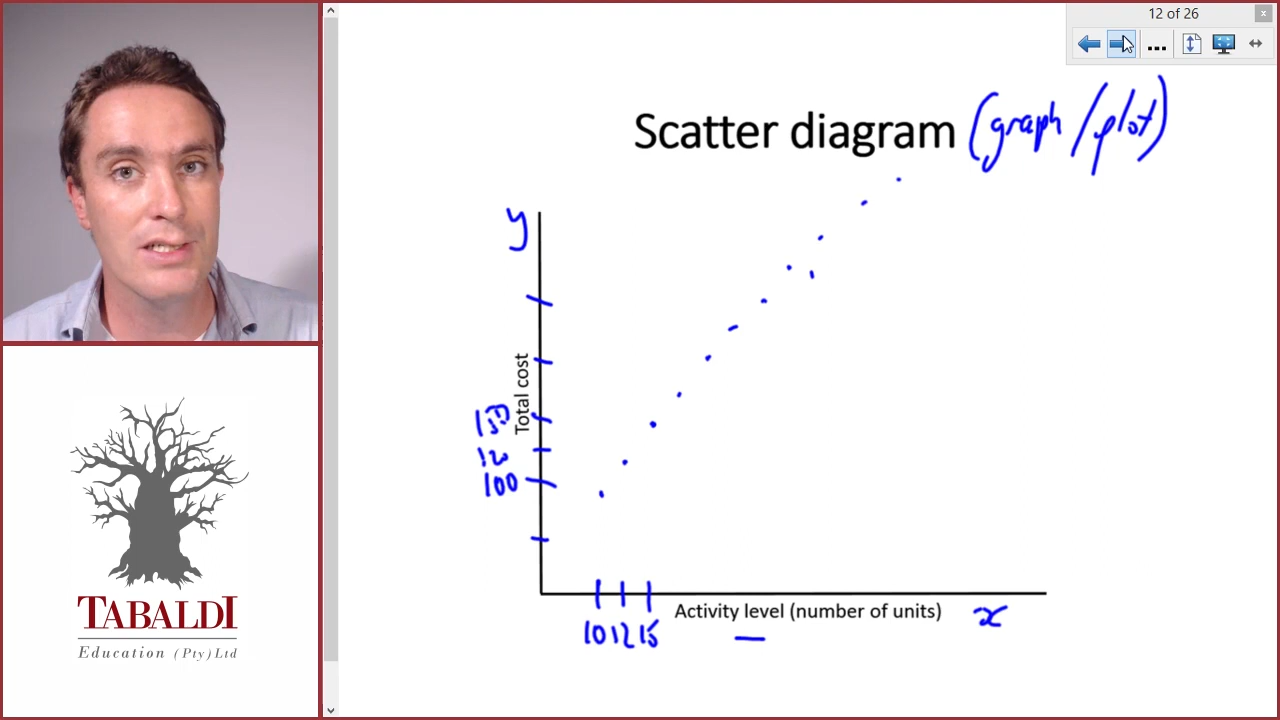 12 of 26
Scatter diagram (graph/plot)
y
Total cost
150
120
100
10 12 15
Activity level (number of units) x
TABALDI
Education (Pty) Ltd